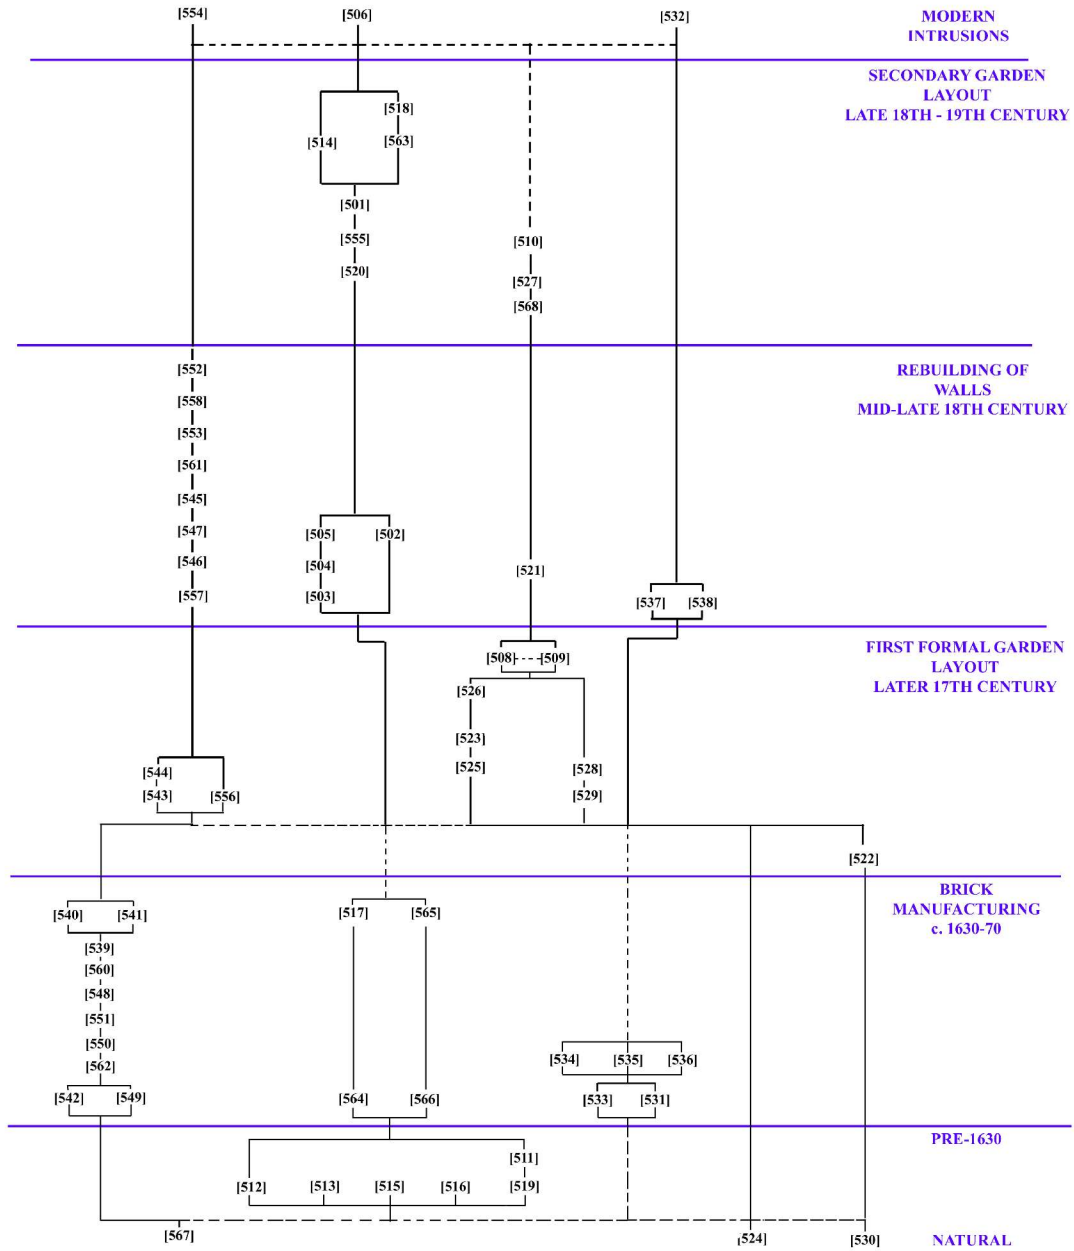 [554] [506] [532] MODERN
INTRUSIONS
SECONDARY GARDEN
LAYOUT
LATE 18TH - 19TH CENTURY
[518]
[514] [563]
[501]
[555] [510]
[520]
[527]
[568]
[552] REBUILDING OF
WALLS
[558] MID-LATE 18TH CENTURY
[553]
[561]
[545]
[547] [505] [502]
[546] [504] [521]
[557] [503] [537] [538]
FIRST FORMAL GARDEN
[508] [509] LAYOUT
[526] LATER 17TH CENTURY
[523]
[544] [525] [528]
[543] [556] [529]
[522]
BRICK
[540] [541] [517] [565] MANUFACTURING
c. 1630-70
[539]
[560]
[548]
[551]
[550]
[562] [534] [535] [536]
[542] [549] [564] [566] [533] [531]
PRE-1630
[511]
[512] [513] [515] [516] [519]
[567] [524] [530] NATURAL